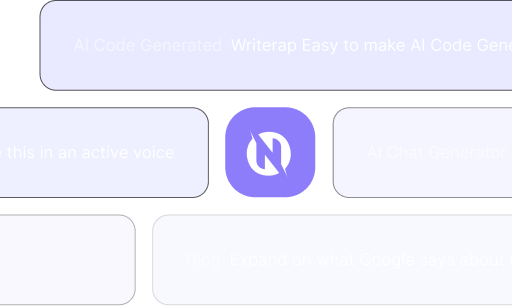 AI Code Generated Writerap Easy to make AI Code Gene
this in an active voice
AI Chat Generator
Blog Expand on what Google says about